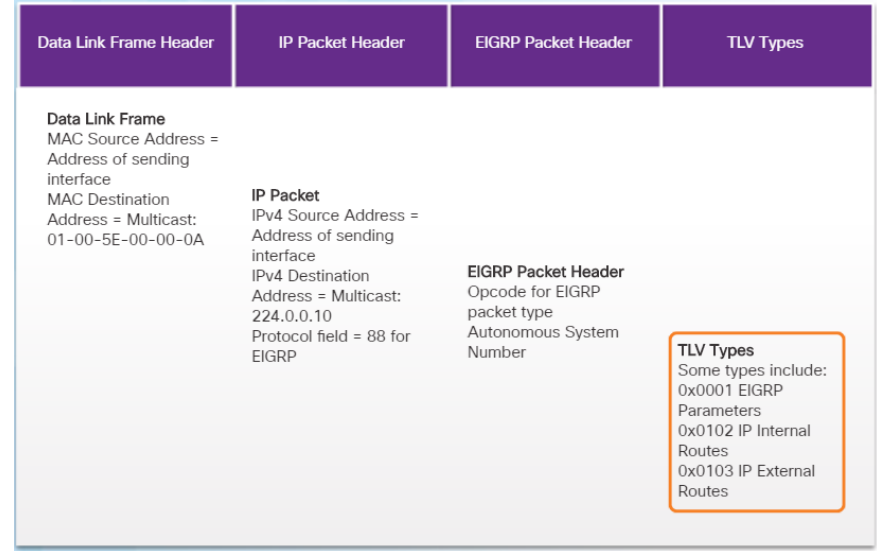 Data Link Frame Header
IP Packet Header
EIGRP Packet Header
TLV Types
Data Link Frame
MAC Source Address =
Address of sending
interface
MAC Destination
Address = Multicast:
01-00-5E-00-00-0A
IP Packet
IPv4 Source Address =
Address of sending
interface
IPv4 Destination
Address = Multicast:
224.0.0.10
Protocol field = 88 for
EIGRP
EIGRP Packet Header
Opcode for EIGRP
packet type
Autonomous System
Number
TLV Types
Some types include:
0x0001 EIGRP
Parameters
0x0102 IP Internal
Routes
0x0103 IP External
Routes